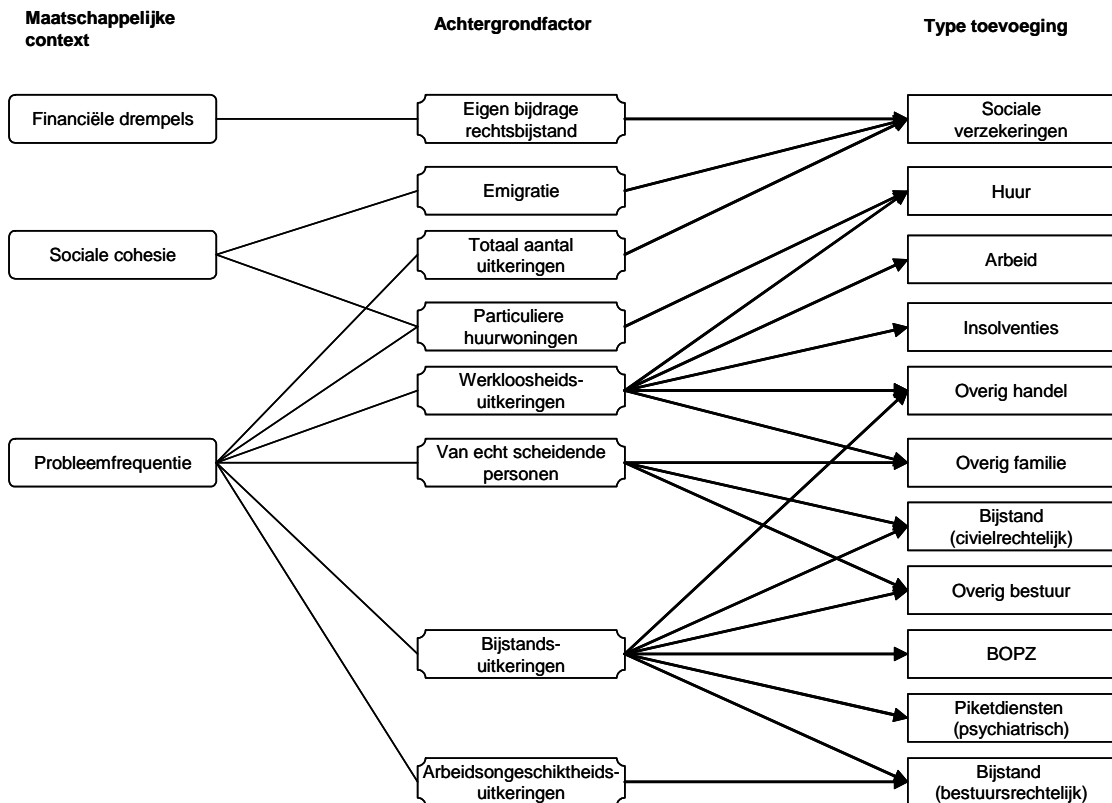 Maatschappelijke
context
Achtergrondfactor
Type toevoeging
Financiële drempels
Eigen bijdrage
rechtsbijstand
Sociale
verzekeringen
Emigratie
Huur
Sociale cohesie
Totaal aantal
uitkeringen
Arbeid
Particuliere
huurwoningen
Insolventies
Werkloosheids-
uitkeringen
Overig handel
Probleemfrequentie
Van echt scheidende
personen
Overig familie
Bijstand
(civielrechtelijk)
Overig bestuur
Bijstands-
uitkeringen
BOPZ
Piketdiensten
(psychiatrisch)
Arbeidsongeschiktheids-
uitkeringen
Bijstand
(bestuursrechtelijk)